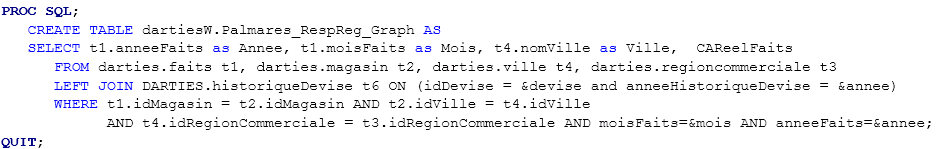 PROC SQL;
CREATE TABLE dartiesW.Palmares_RespReg_Graph AS
SELECT t1.anneeFaits as Annee, t1.moisFaits as Mois, t4.nomVille as Ville, CAReelFaits
FROM darties.faits t1, darties.magasin t2, darties.ville t4, darties.regioncommerciale t3
LEFT JOIN DARTIES.historiqueDevise t6 ON (idDevise = &devise and anneeHistoriqueDevise = &annee)
WHERE t1.idMagasin = t2.idMagasin AND t2.idVille = t4.idVille
AND t4.idRegionCommerciale = t3.idRegionCommerciale AND moisFaits=&mois AND anneeFaits=&annee;
QUIT;